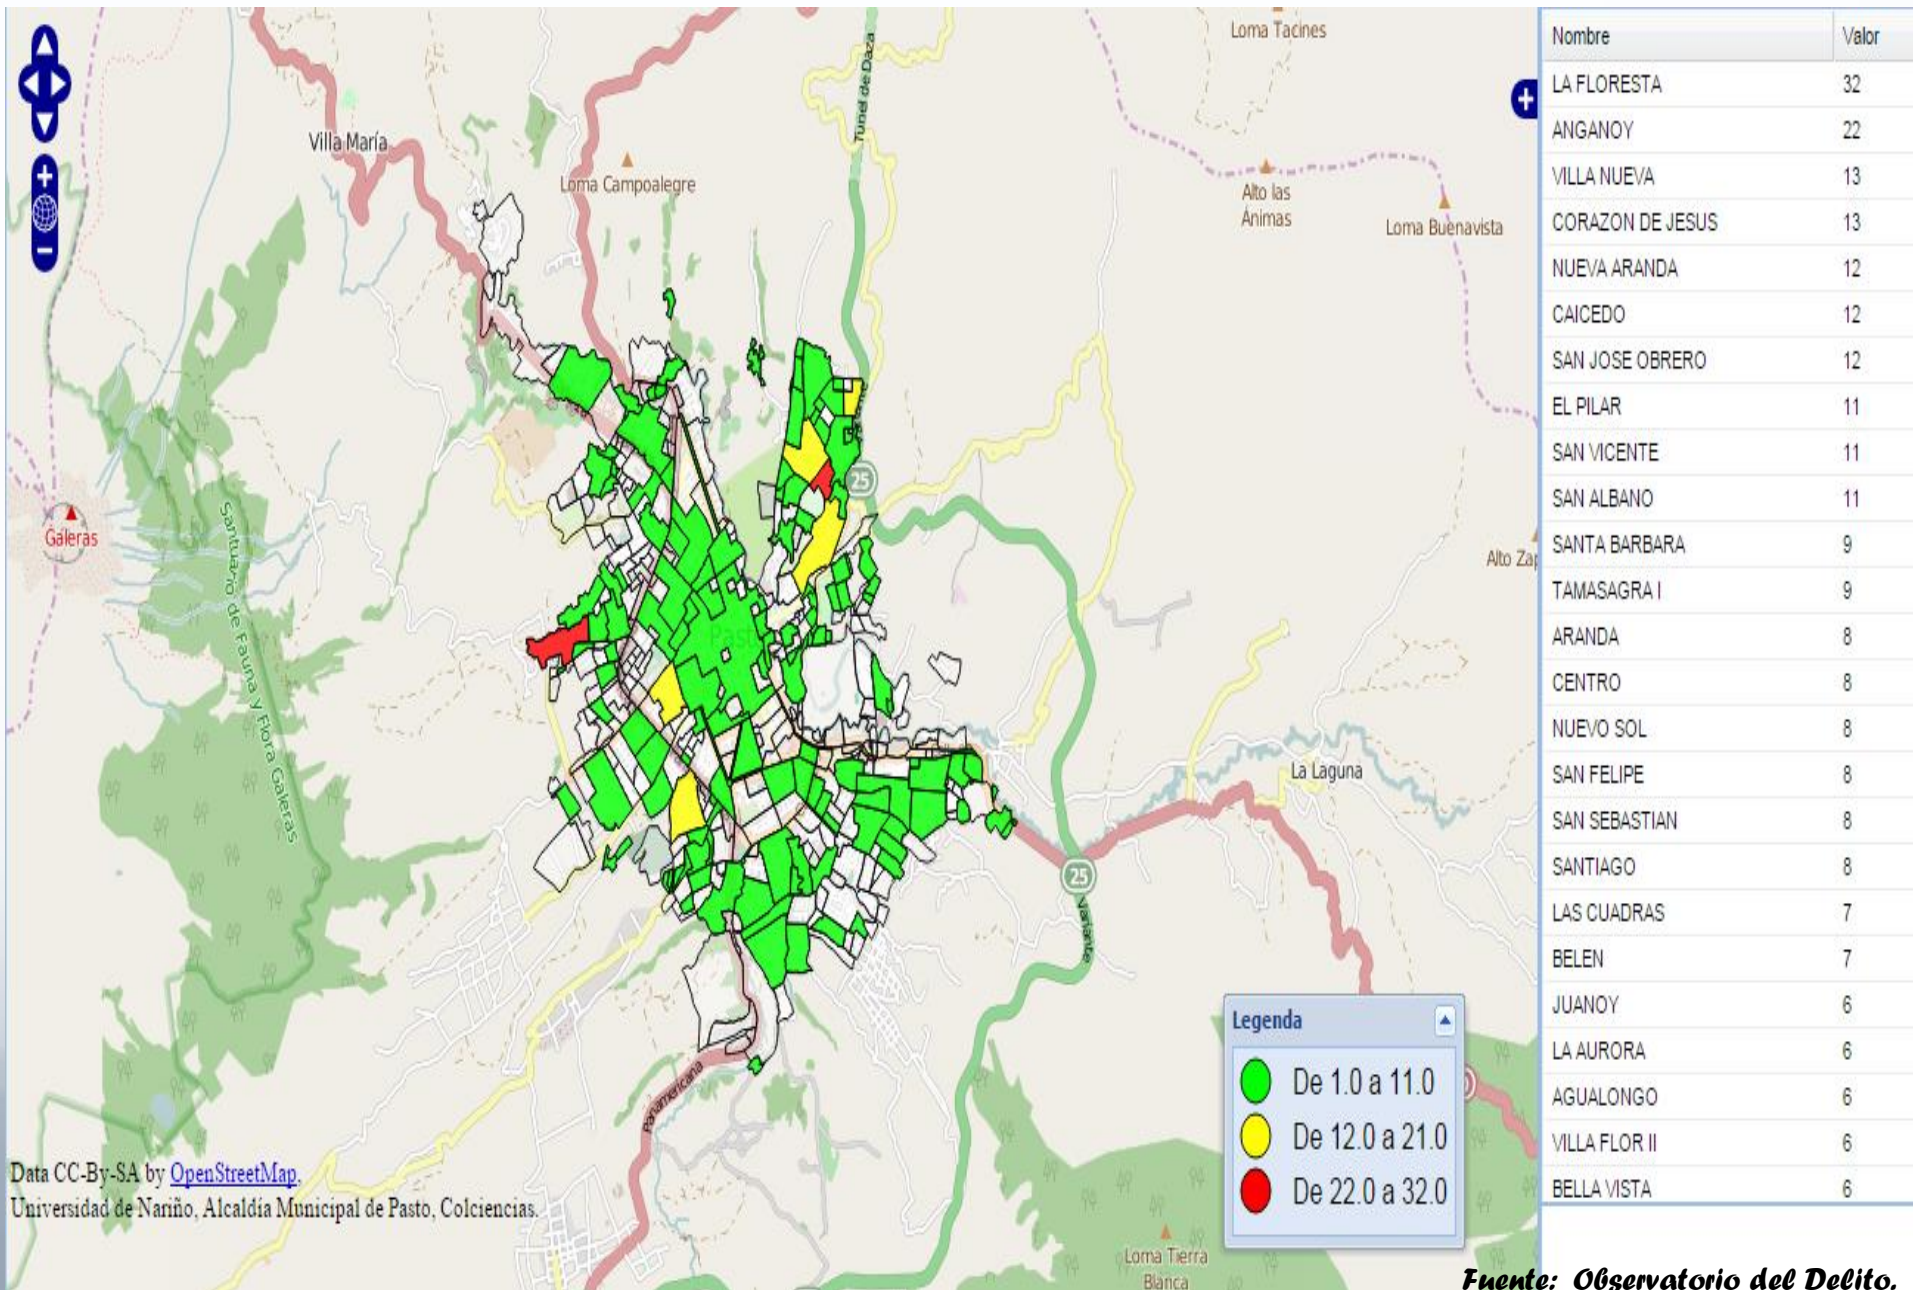 Loma Tacines
Tunel de Daza
Villa María
Loma Campoalegre
Alto las
Ánimas
Loma Buenavista
25
Galeras
Santuario de Fauna y Flora Galeras
Alto Zap
Pasto
La Laguna
25
Variante
Panamericana
Loma Tierra
Blanca
Data CC-By-SA by OpenStreetMap.
Universidad de Nariño, Alcaldía Municipal de Pasto, Colciencias.
Legenda
De 1.0 a 11.0
De 12.0 a 21.0
De 22.0 a 32.0
Nombre Valor
LA FLORESTA 32
ANGANOY 22
VILLA NUEVA 13
CORAZON DE JESUS 13
NUEVA ARANDA 12
CAICEDO 12
SAN JOSE OBRERO 12
EL PILAR 11
SAN VICENTE 11
SAN ALBANO 11
SANTA BARBARA 9
TAMASAGRA I 9
ARANDA 8
CENTRO 8
NUEVO SOL 8
SAN FELIPE 8
SAN SEBASTIAN 8
SANTIAGO 8
LAS CUADRAS 7
BELEN 7
JUANOY 6
LA AURORA 6
AGUALONGO 6
VILLA FLOR II 6
BELLA VISTA 6
Fuente: Observatorio del Delito.